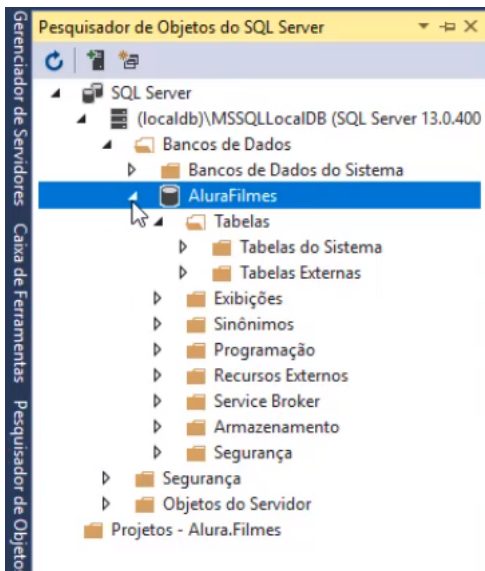 Pesquisador de Objetos do SQL Server
SQL Server
(localdb)\MSSQLLocalDB (SQL Server 13.0.400
Bancos de Dados
Bancos de Dados do Sistema
AluraFilmes
Tabelas
Tabelas do Sistema
Tabelas Externas
Exibições
Sinônimos
Programação
Recursos Externos
Service Broker
Armazenamento
Segurança
Segurança
Objetos do Servidor
Projetos - Alura.Filmes
Gerenciador de Servidores
Caixa de Ferramentas
Pesquisador de Objeto